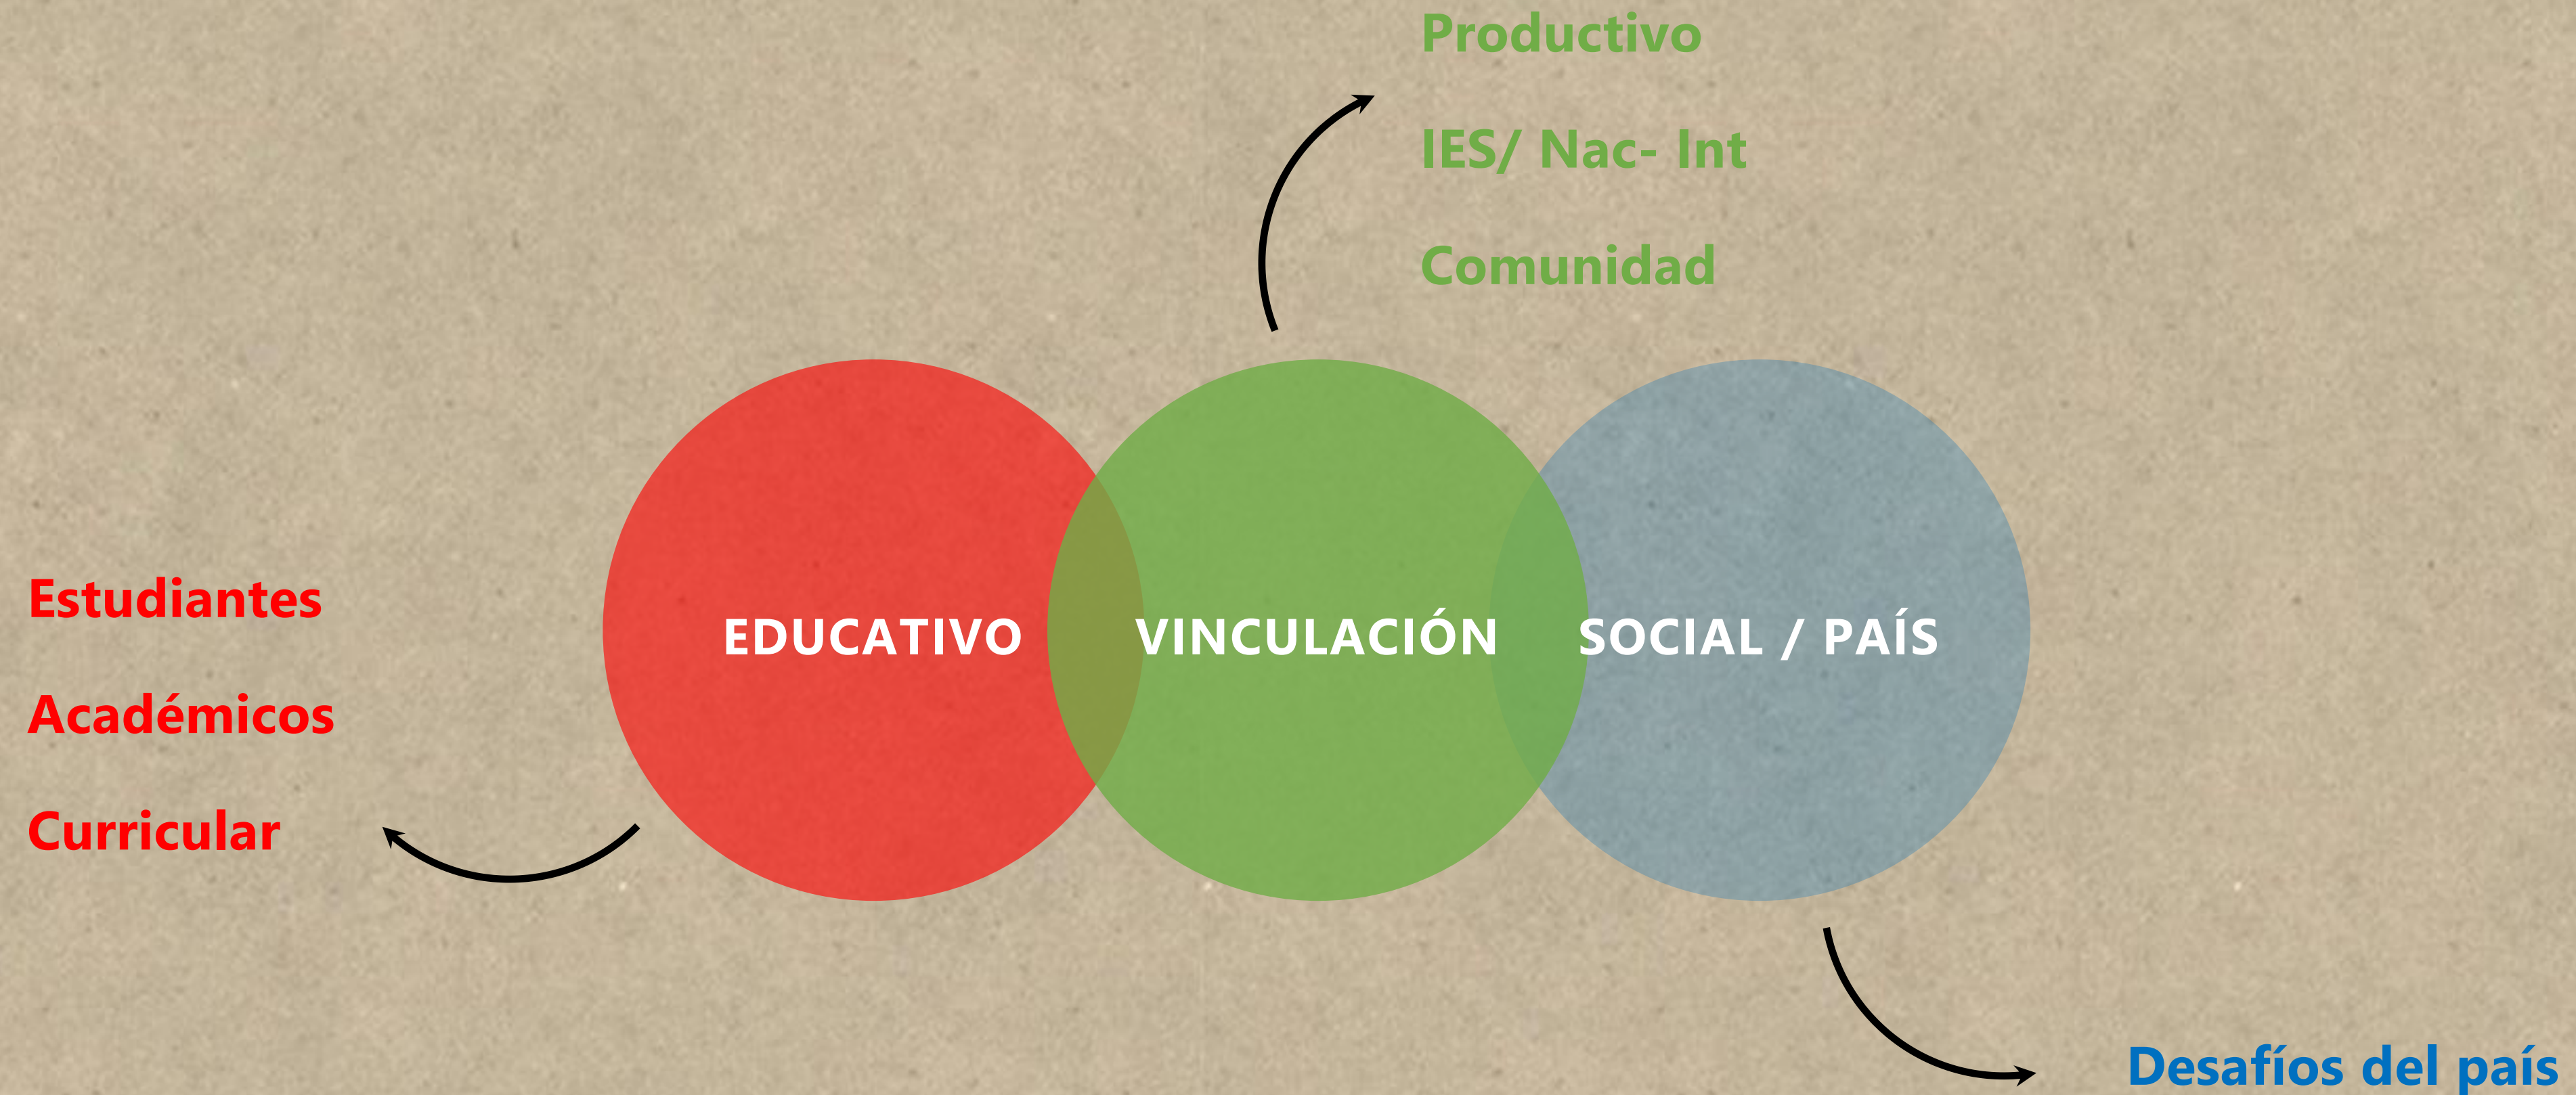 Productivo
IES/ Nac- Int
Comunidad
Estudiantes
Académicos
Curricular
EDUCATIVO
VINCULACIÓN
SOCIAL / PAÍS
Desafíos del país